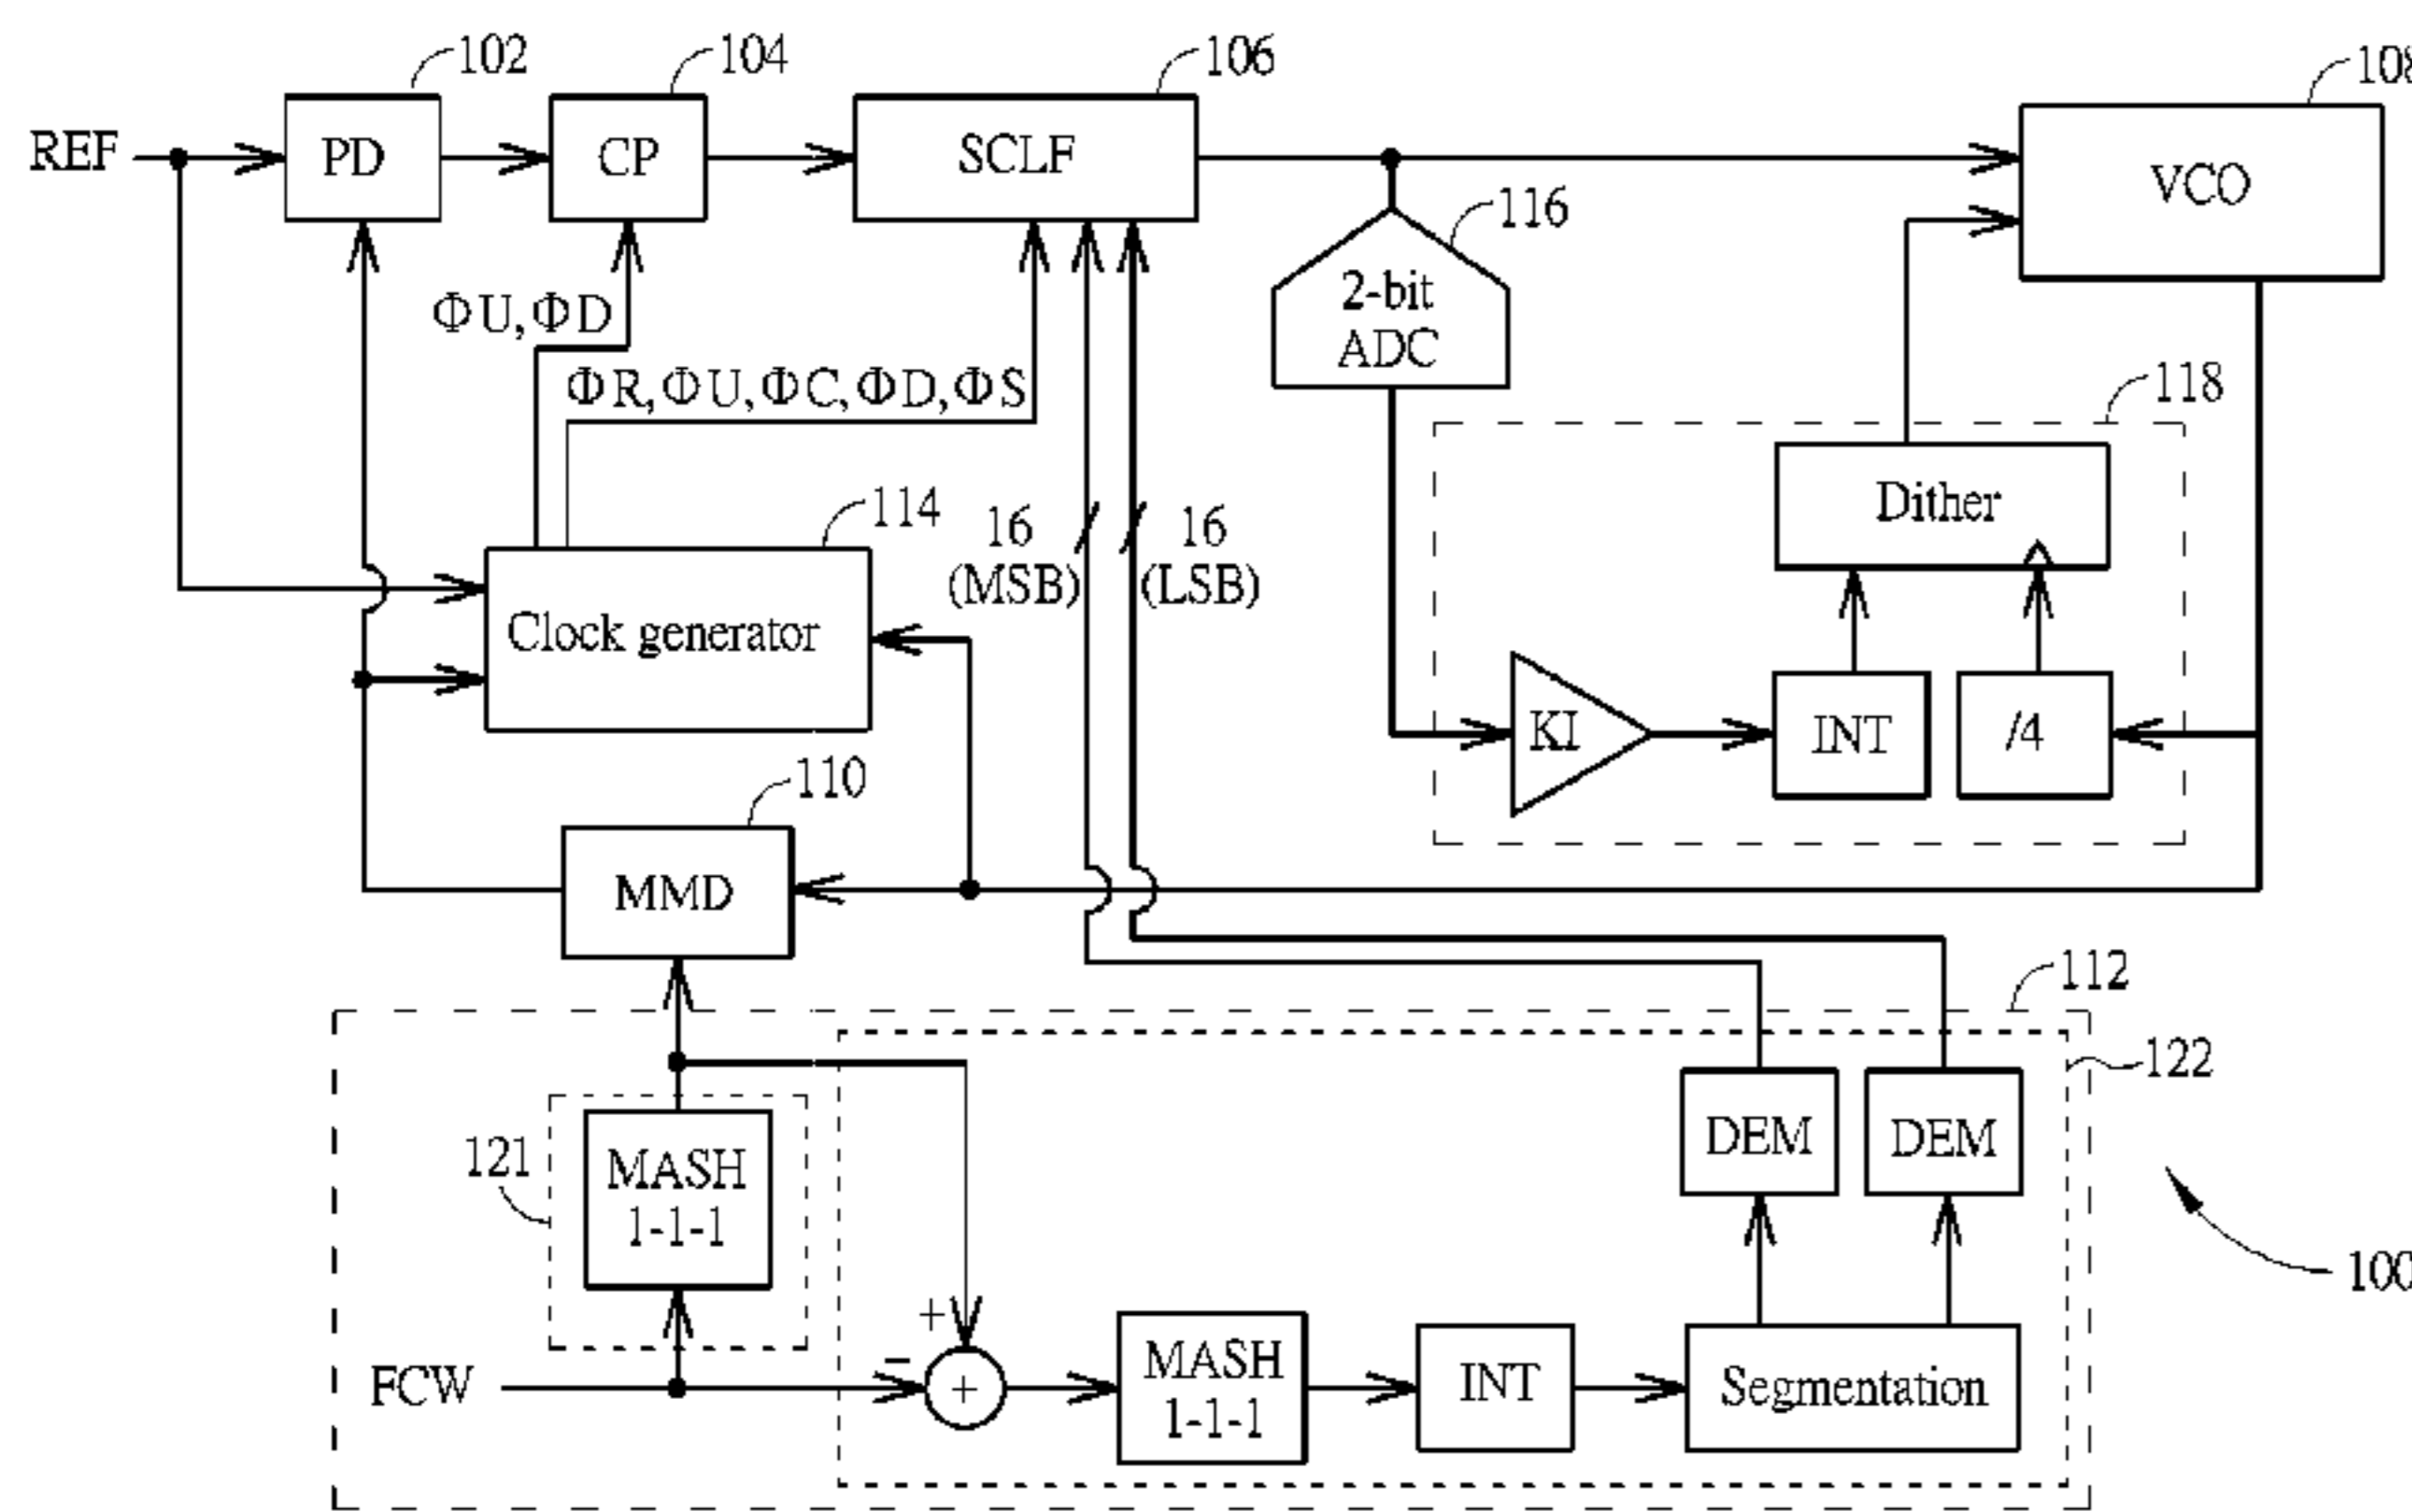 102
104
106
108
REF
PD
CP
SCLF
VCO
116
2-bit
ADC
ΦU,ΦD
ΦR,ΦU,ΦC,ΦD,ΦS
118
Dither
114
16
(MSB)
16
(LSB)
Clock generator
KI
INT
/4
110
MMD
112
122
121
MASH
1-1-1
DEM
DEM
100
+
−
FCW
+
MASH
1-1-1
INT
Segmentation